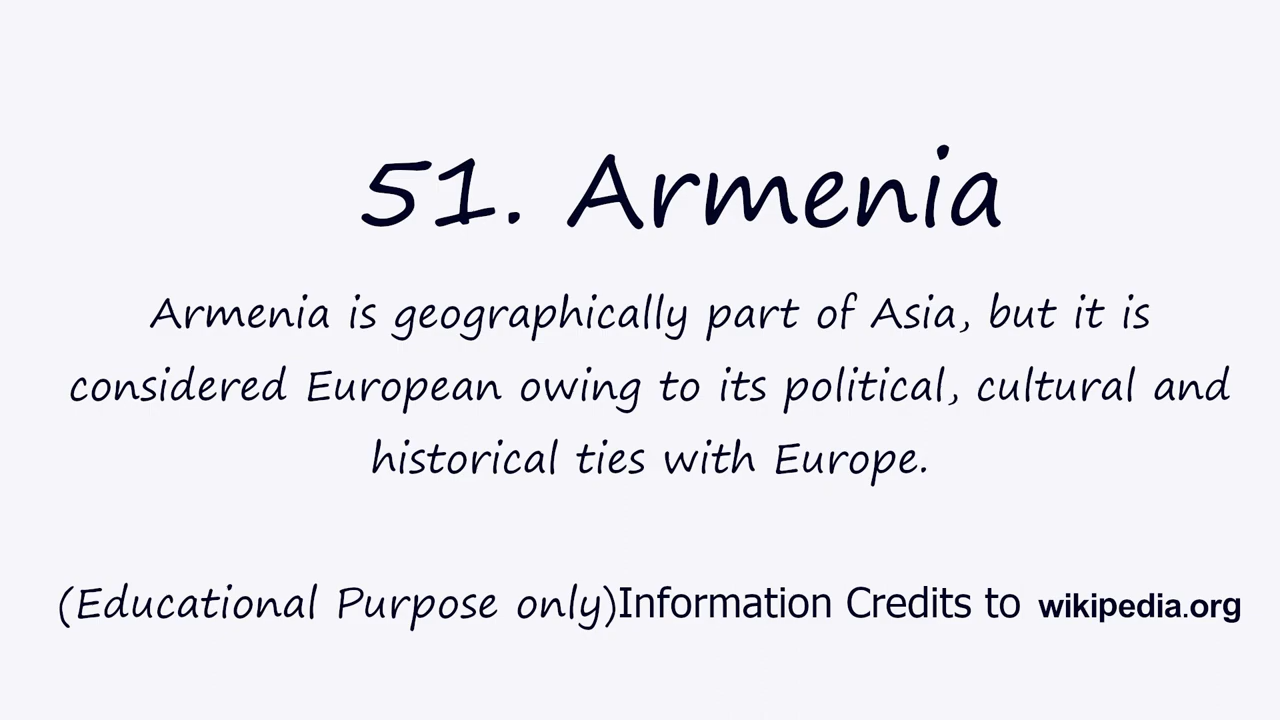 51. Armenia
Armenia is geographically part of Asia, but it is
considered European owing to its political, cultural and
historical ties with Europe.
(Educational Purpose only)Information Credits to wikipedia.org